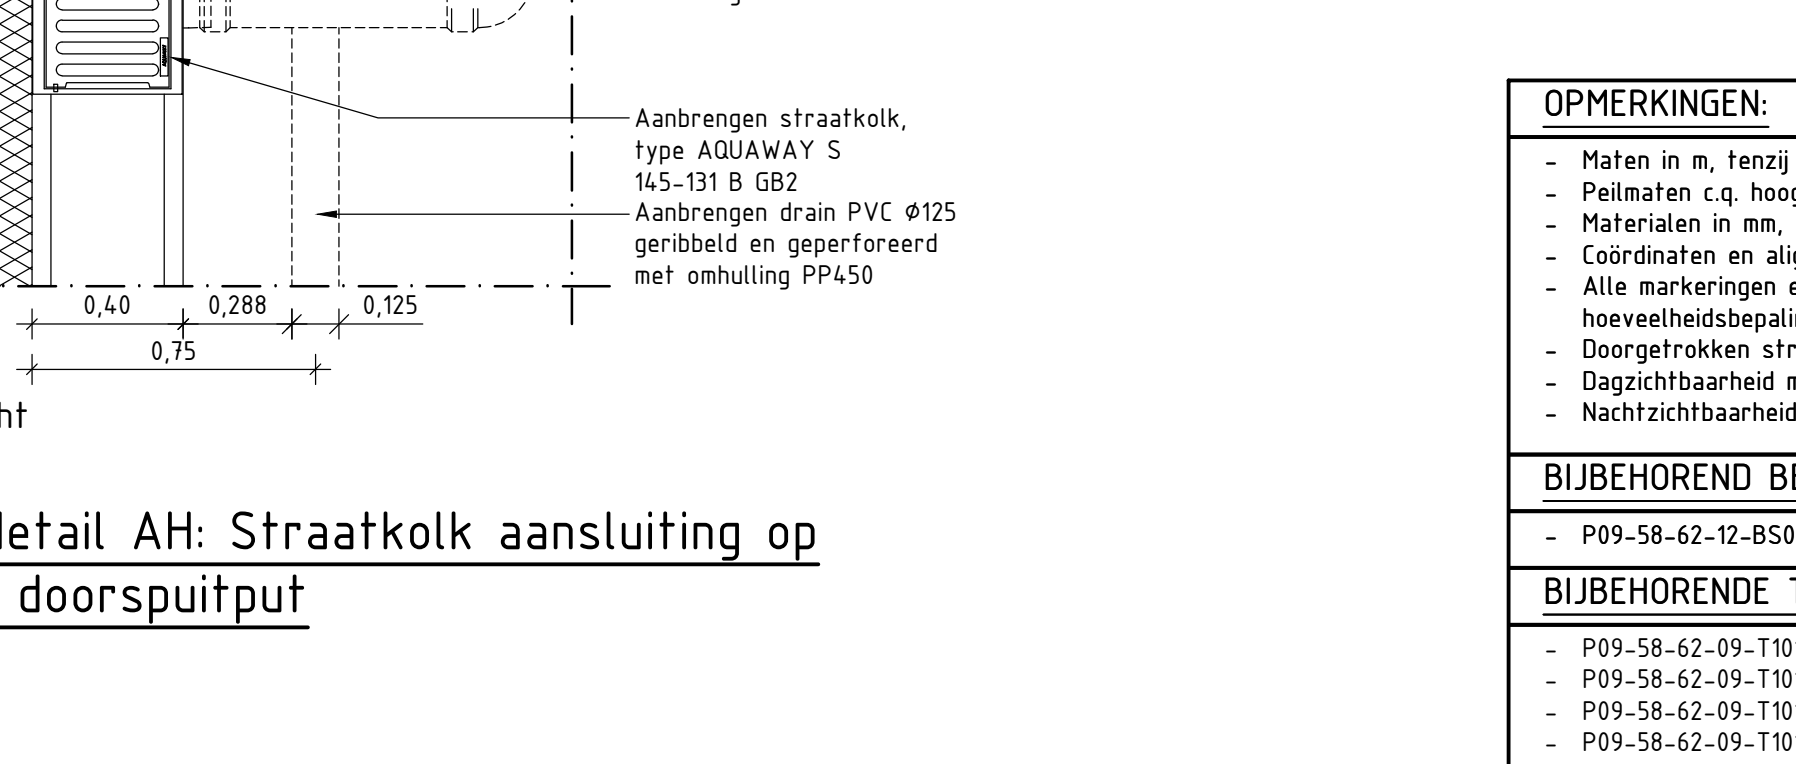 Aanbrengen straatkolk,
type AQUAWAY S
145-131 B GB2
Aanbrengen drain PVC Ø125
geribbeld en geperforeerd
met omhulling PP450
0,40
0,288
0,125
0,75
ht
detail AH: Straatkolk aansluiting op
doorspuitput
OPMERKINGEN:
- Maten in m, tenzij
- Peilmaten c.q. hoog
- Materialen in mm,
- Coördinaten en alig
- Alle markeringen e
hoeveelheidsbepalin
- Doorgetrokken str
- Dagzichtbaarheid m
- Nachtzichtbaarheid
BIJBEHOREND BE
- P09-58-62-12-BS0
BIJBEHORENDE T
- P09-58-62-09-T10
- P09-58-62-09-T10
- P09-58-62-09-T10
- P09-58-62-09-T10